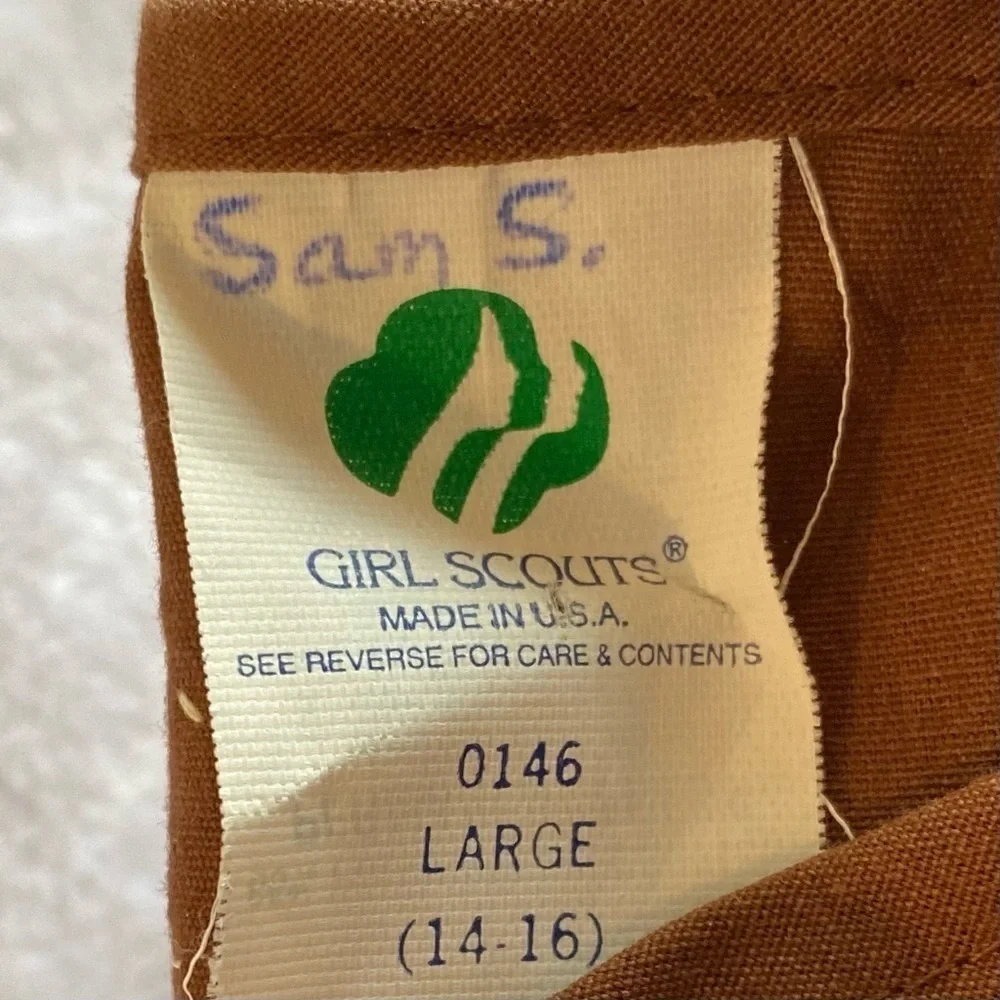 Sam S.
GIRL SCOUTS®
MADE IN U.S.A.
SEE REVERSE FOR CARE & CONTENTS
0146
LARGE
(14-16)